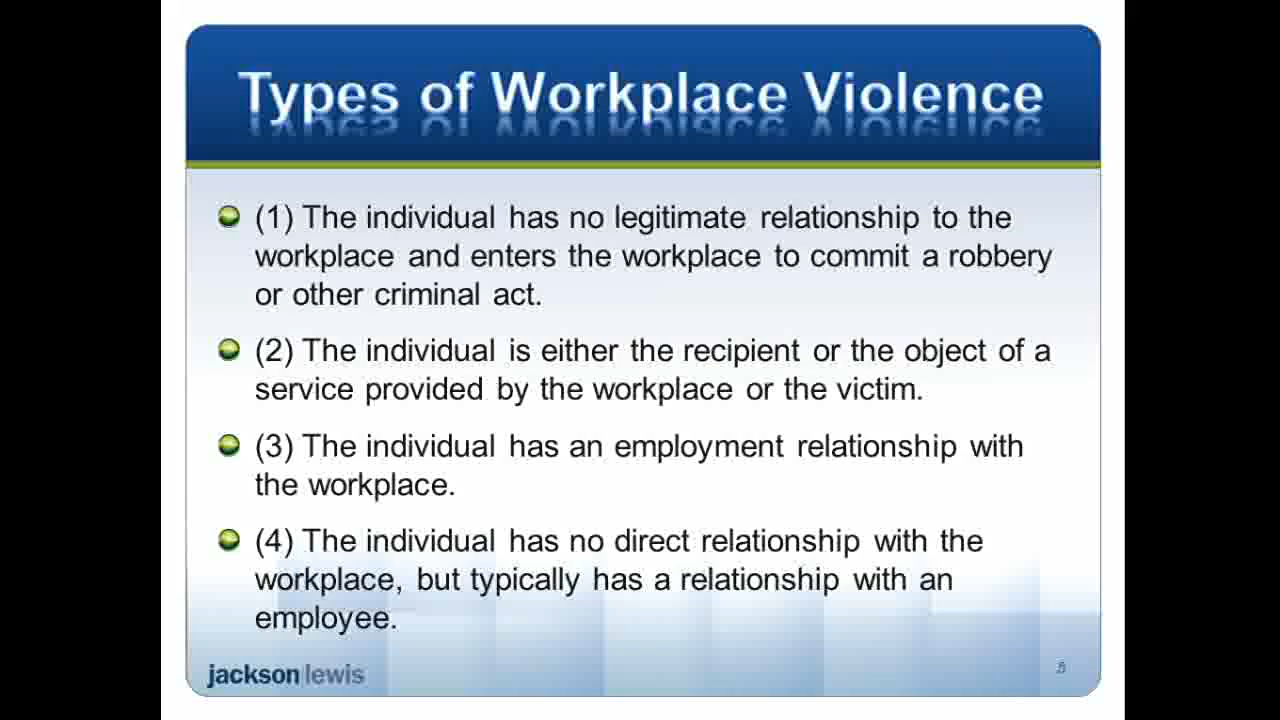 Types of Workplace Violence
(1) The individual has no legitimate relationship to the
workplace and enters the workplace to commit a robbery
or other criminal act.
(2) The individual is either the recipient or the object of a
service provided by the workplace or the victim.
(3) The individual has an employment relationship with
the workplace.
(4) The individual has no direct relationship with the
workplace, but typically has a relationship with an
employee.
jackson lewis